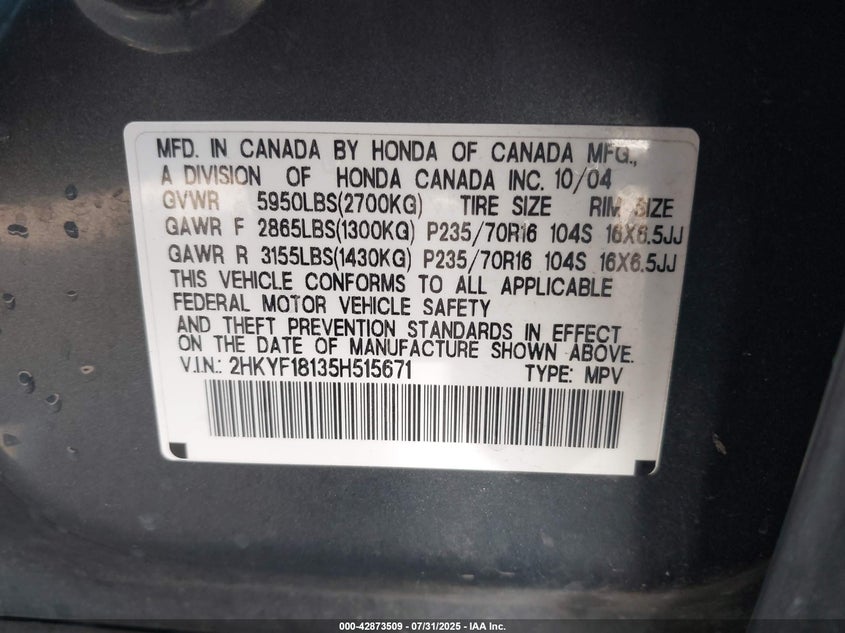 MFD. IN CANADA BY HONDA OF CANADA MFG.,
A DIVISION OF HONDA CANADA INC. 10/04
GVWR 5950LBS(2700KG) TIRE SIZE RIM SIZE
GAWR F 2865LBS(1300KG) P235/70R16 104S 16X6.5JJ
GAWR R 3155LBS(1430KG) P235/70R16 104S 16X6.5JJ
THIS VEHICLE CONFORMS TO ALL APPLICABLE
FEDERAL MOTOR VEHICLE SAFETY
AND THEFT PREVENTION STANDARDS IN EFFECT
ON THE DATE OF MANUFACTURE SHOWN ABOVE.
V.I.N.: 2HKYF18135H515671 TYPE: MPV
000-42873509 - 07/31/2025 - IAA Inc.